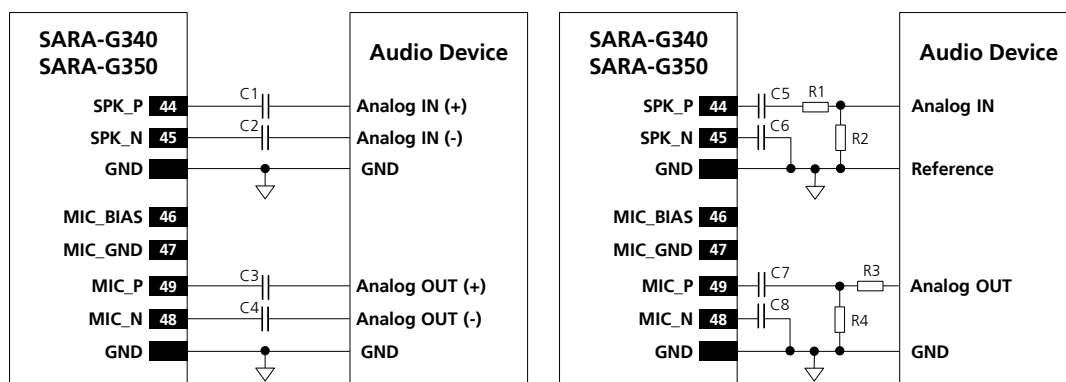 SARA-G340
SARA-G350
Audio Device
SPK_P 44 C1 Analog IN (+)
SPK_N 45 C2 Analog IN (-)
GND GND
MIC_BIAS 46
MIC_GND 47
MIC_P 49 C3 Analog OUT (+)
MIC_N 48 C4 Analog OUT (-)
GND
SARA-G340
SARA-G350
Audio Device
SPK_P 44 C5 R1 Analog IN
SPK_N 45 C6 R2
GND Reference
MIC_BIAS 46
MIC_GND 47
MIC_P 49 C7 R3 Analog OUT
MIC_N 48 C8 R4
GND GND